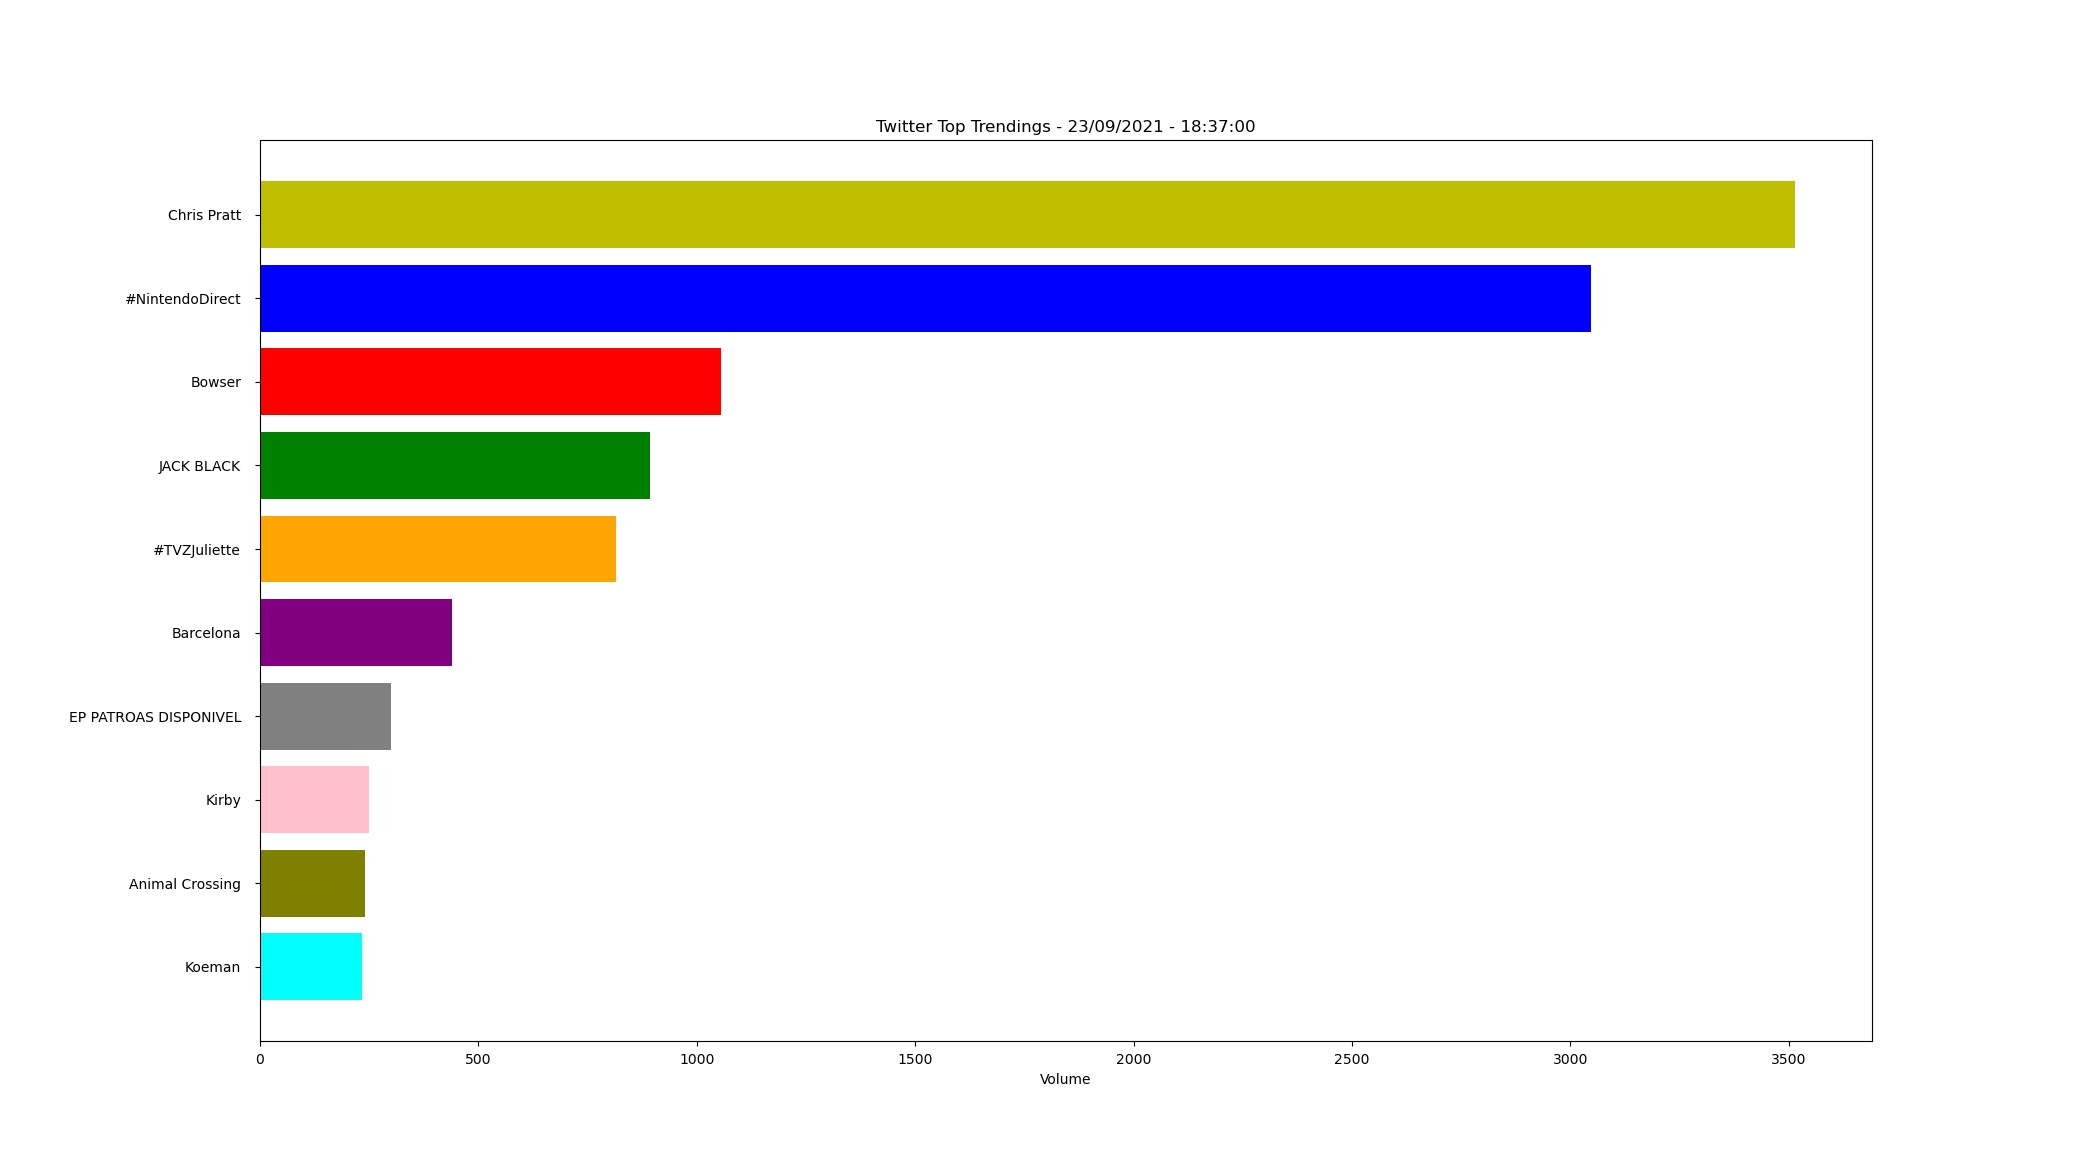 Twitter Top Trendings - 23/09/2021 - 18:37:00
Chris Pratt
#NintendoDirect
Bowser
JACK BLACK
#TVZJuliette
Barcelona
EP PATROAS DISPONIVEL
Kirby
Animal Crossing
Koeman
0 500 1000 1500 2000 2500 3000 3500
Volume